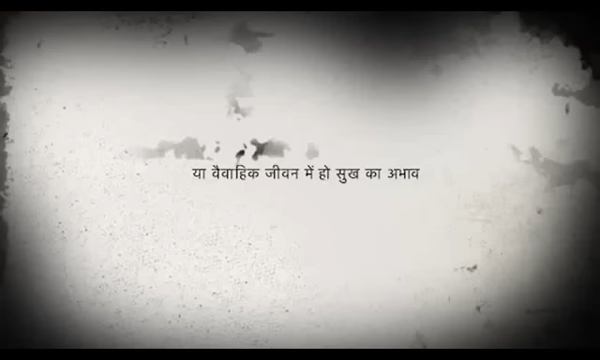 या वैवाहिक जीवन में हो सुख का अभाव